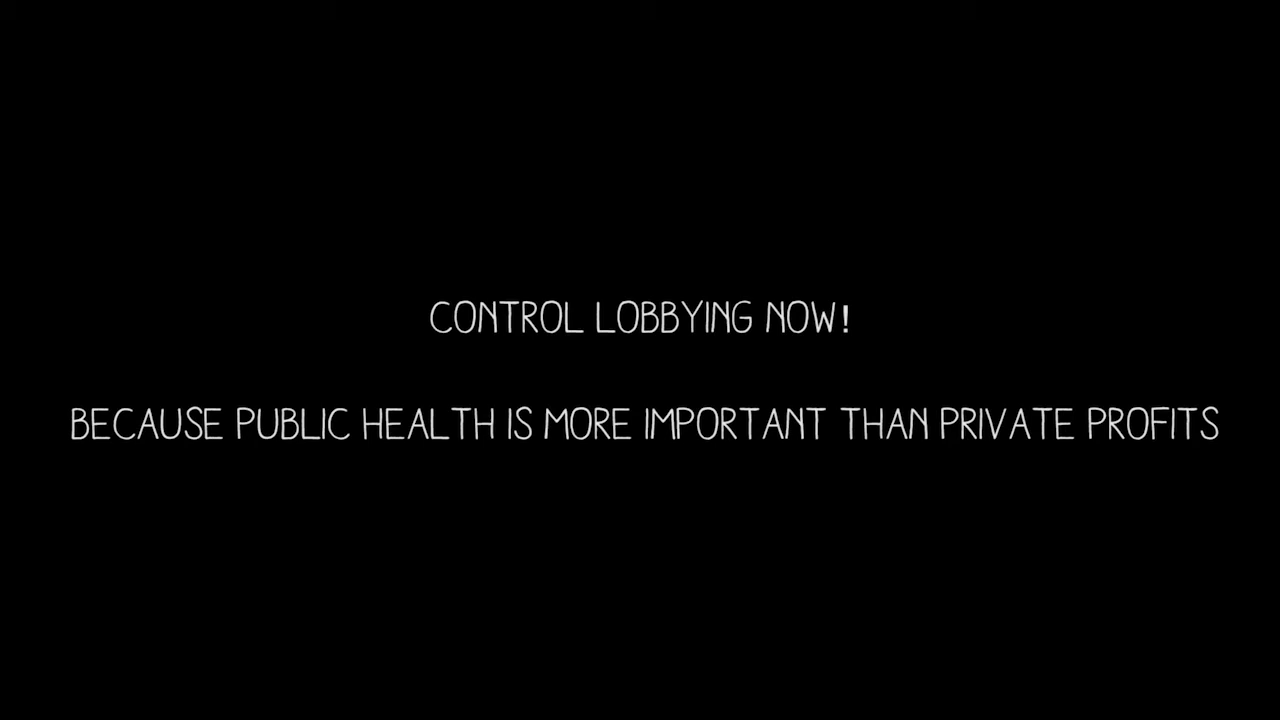 CONTROL LOBBYING NOW!
BECAUSE PUBLIC HEALTH IS MORE IMPORTANT THAN PRIVATE PROFITS